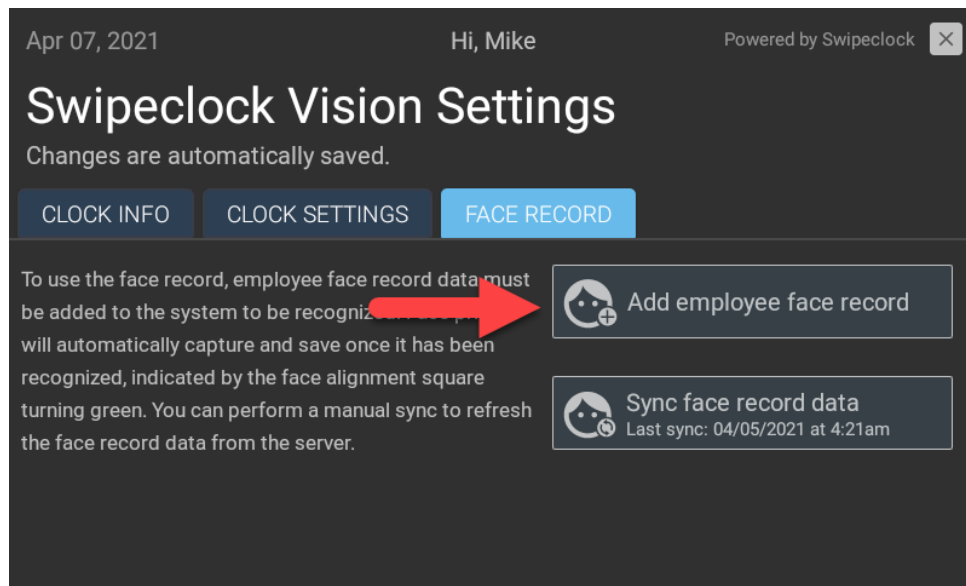 Apr 07, 2021
Hi, Mike
Powered by Swipeclock
Swipeclock Vision Settings
Changes are automatically saved.
CLOCK INFO
CLOCK SETTINGS
FACE RECORD
To use the face record, employee face record data must
be added to the system to be
will automatically capture and save once it has been
recognized, indicated by the face alignment square
turning green. You can perform a manual sync to refresh
the face record data from the server.
Add employee face record
Sync face record data
Last sync: 04/05/2021 at 4:21am